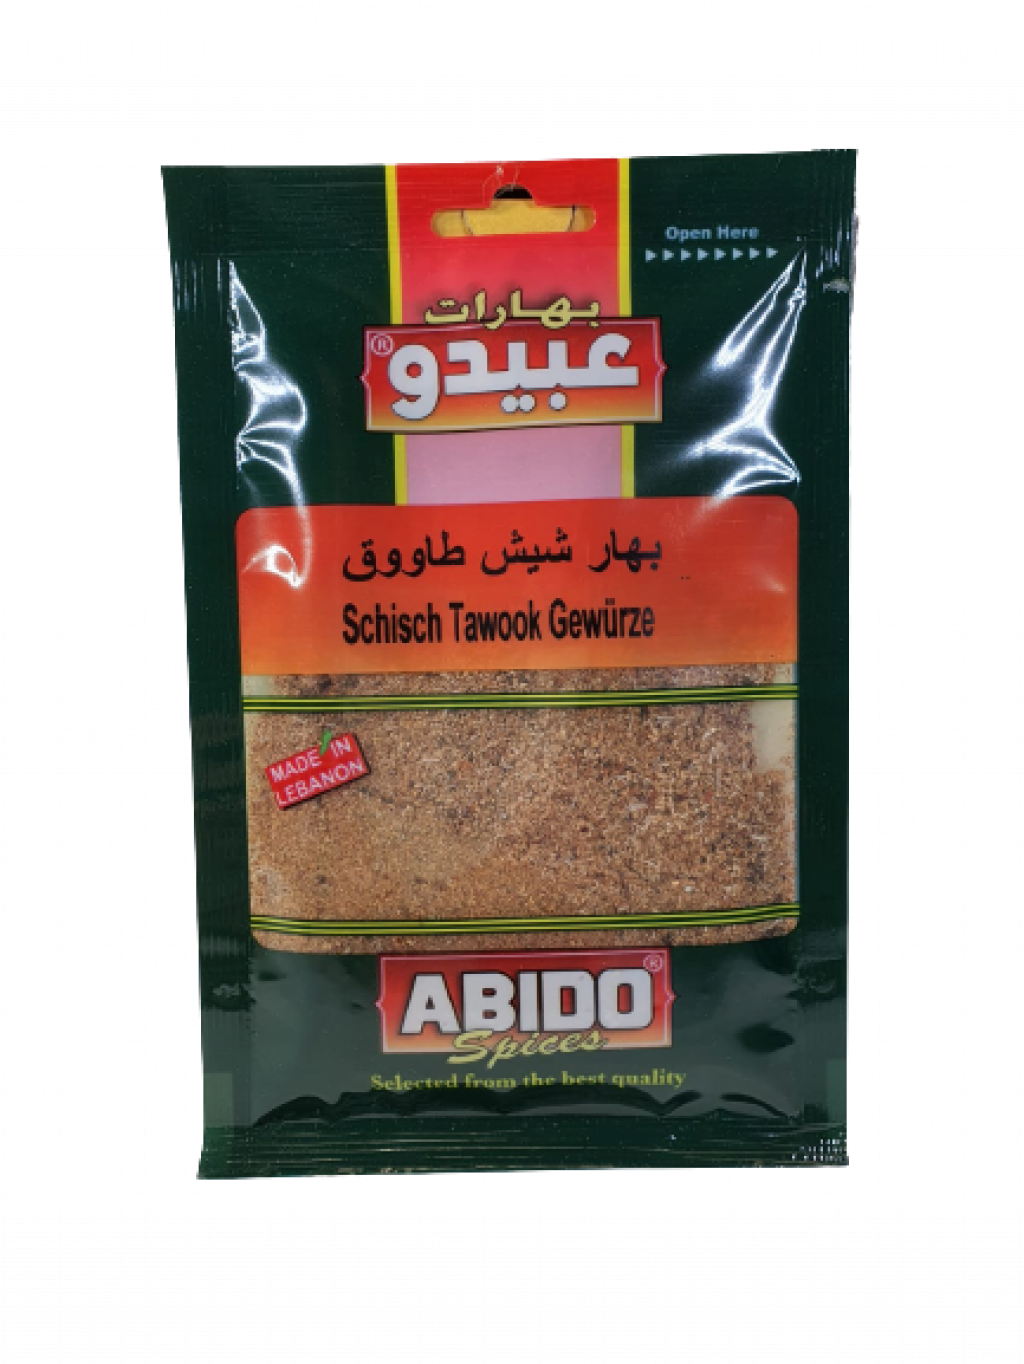 Open Here
بهارات
عبيدو®
بهار شيش طاووق
Schisch Tawook Gewürze
MADE IN
LEBANON
ABIDO®
Spices
Selected from the best quality